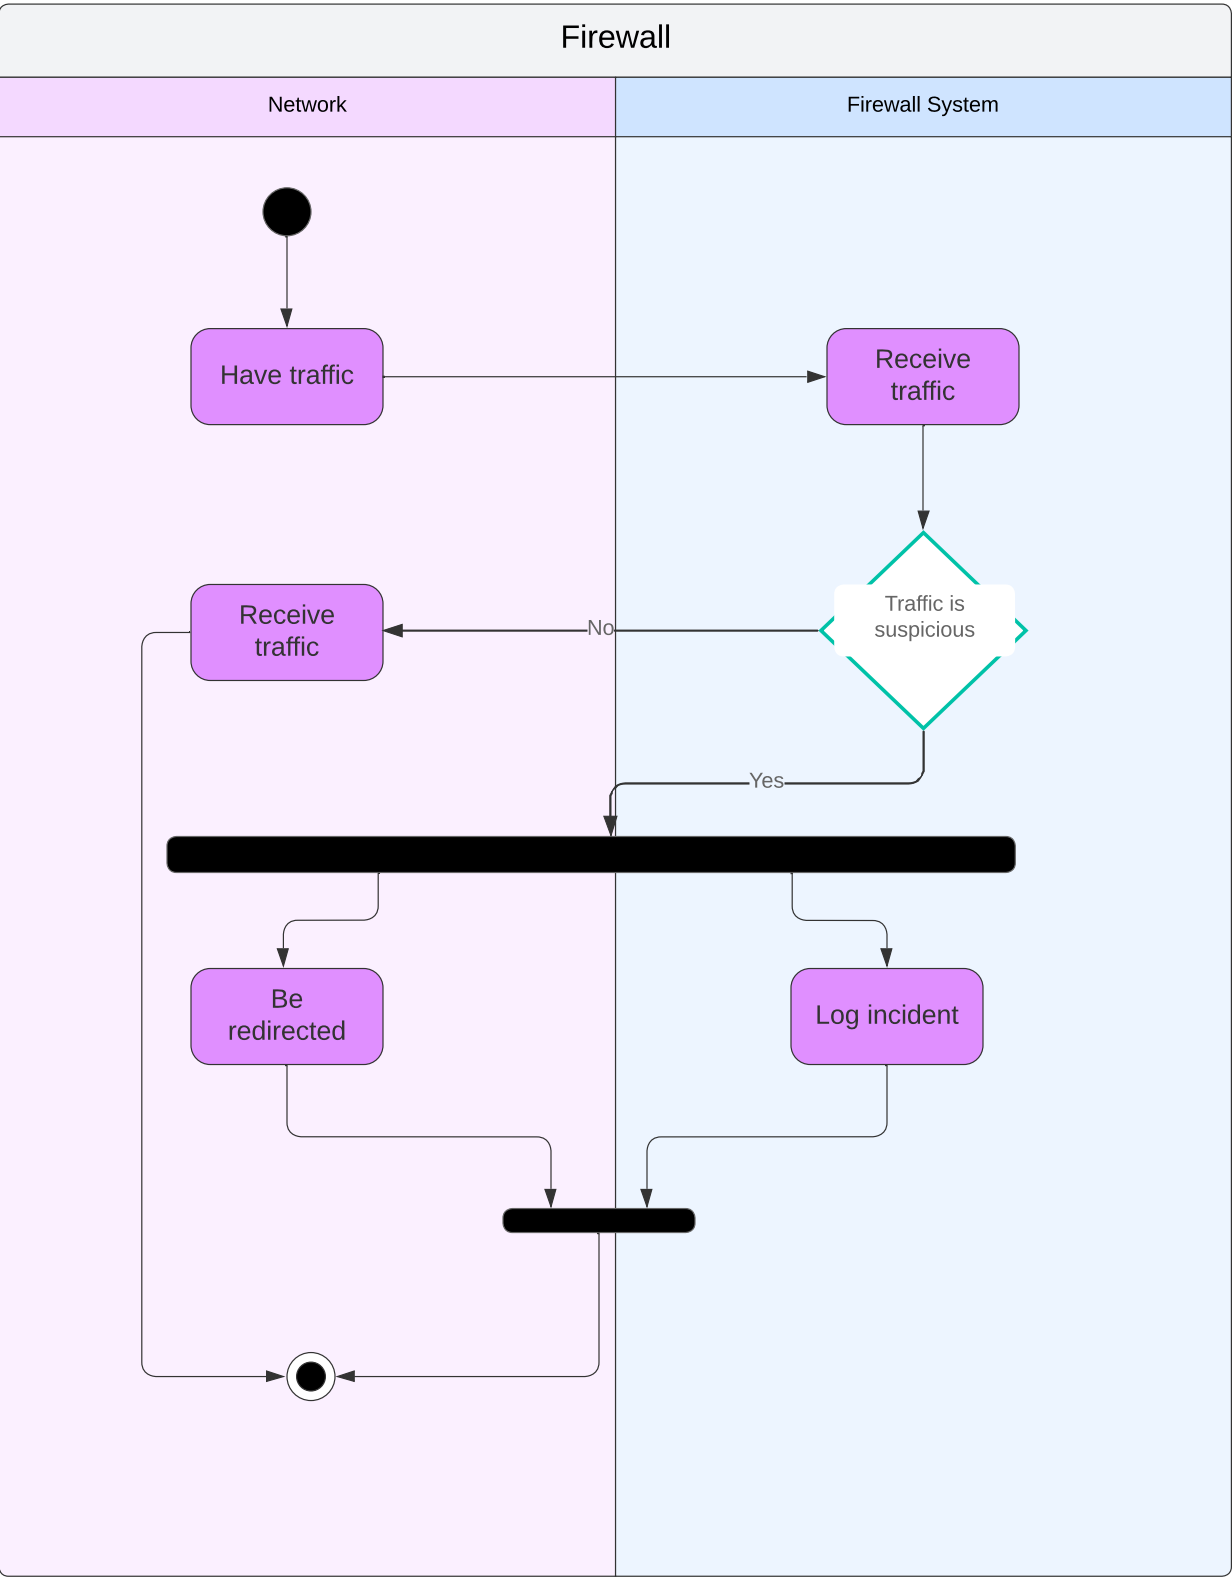 Firewall
Network
Firewall System
Have traffic
Receive
traffic
Receive
traffic
No
Traffic is
suspicious
Yes
Be
redirected
Log incident